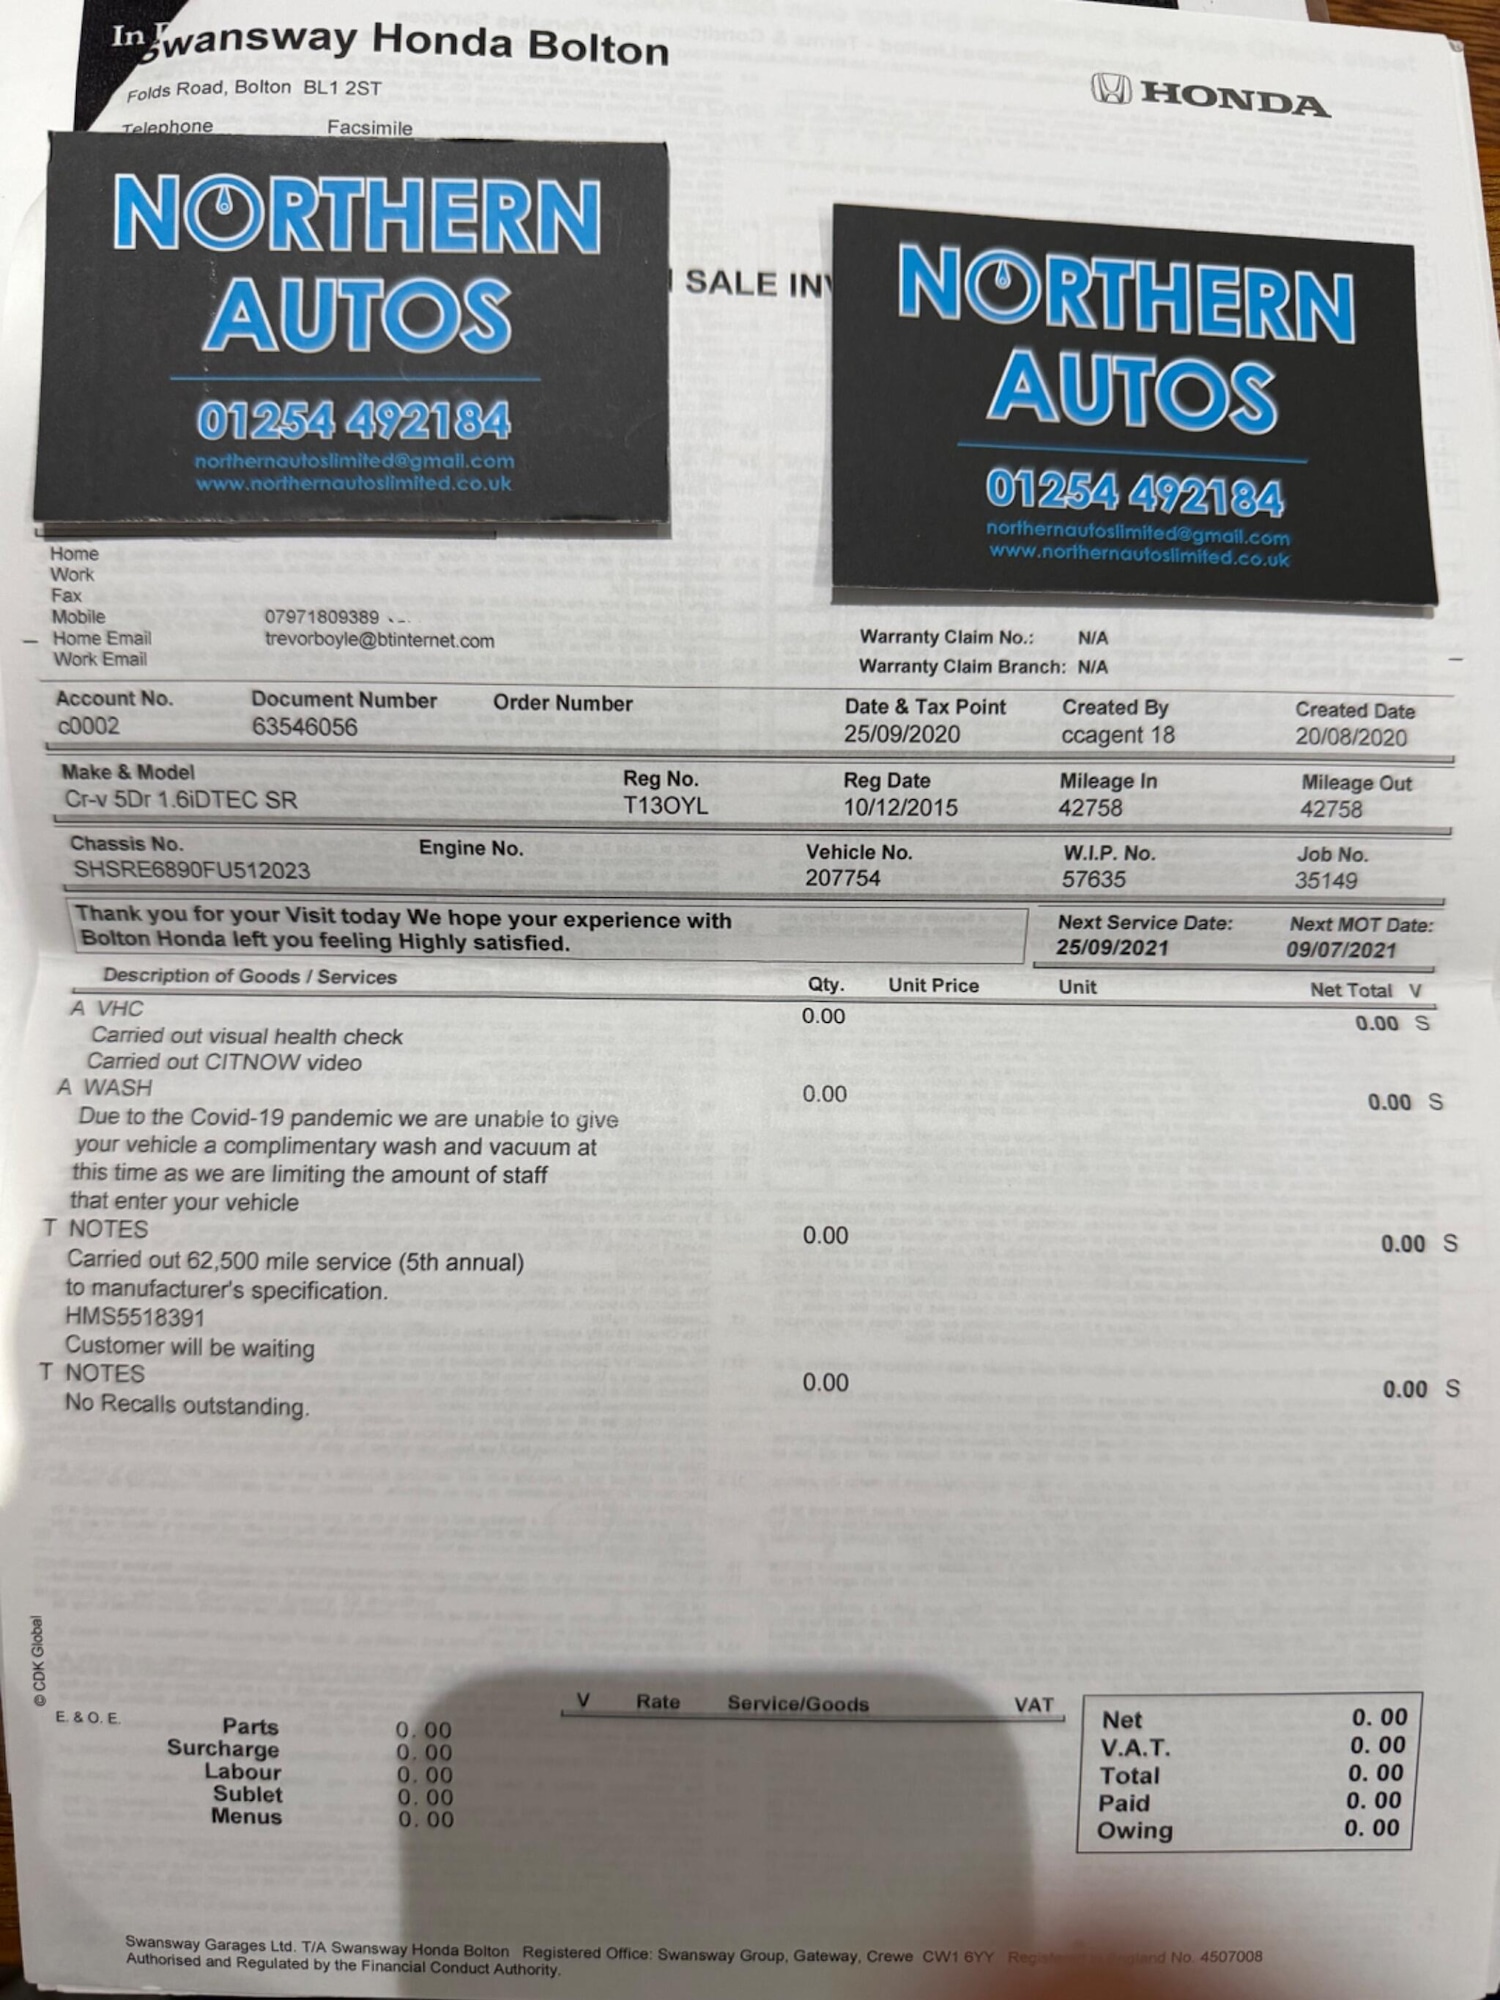 Swansway Honda Bolton
Folds Road, Bolton BL1 2ST
HONDA
Telephone Facsimile
NORTHERN
AUTOS
01254 492184
northernautoslimited@gmail.com
www.northernautoslimited.co.uk
SALE INV
NORTHERN
AUTOS
01254 492184
northernautoslimited@gmail.com
www.northernautoslimited.co.uk
Home
Work
Fax
Mobile 07971809389
Home Email trevorboyle@btinternet.com
Work Email
Warranty Claim No.: N/A
Warranty Claim Branch: N/A
Account No. Document Number Order Number Date & Tax Point Created By Created Date
c0002 63546056 25/09/2020 ccagent 18 20/08/2020
Make & Model Reg No. Reg Date Mileage In Mileage Out
Cr-v 5Dr 1.6iDTEC SR T13OYL 10/12/2015 42758 42758
Chassis No. Engine No. Vehicle No. W.I.P. No. Job No.
SHSRE6890FU512023 207754 57635 35149
Thank you for your Visit today We hope your experience with
Bolton Honda left you feeling Highly satisfied.
Next Service Date: Next MOT Date:
25/09/2021 09/07/2021
Description of Goods / Services Qty. Unit Price Unit Net Total V
A VHC 0.00 0.00 S
Carried out visual health check
Carried out CITNOW video
A WASH 0.00 0.00 S
Due to the Covid-19 pandemic we are unable to give
your vehicle a complimentary wash and vacuum at
this time as we are limiting the amount of staff
that enter your vehicle
T NOTES 0.00 0.00 S
Carried out 62,500 mile service (5th annual)
to manufacturer's specification.
HMS5518391
Customer will be waiting
T NOTES 0.00 0.00 S
No Recalls outstanding.
© CDK Global
E. & O. E.
V Rate Service/Goods VAT
Parts 0.00
Surcharge 0.00
Labour 0.00
Sublet 0.00
Menus 0.00
Net 0.00
V.A.T. 0.00
Total 0.00
Paid 0.00
Owing 0.00
Swansway Garages Ltd. T/A Swansway Honda Bolton Registered Office: Swansway Group, Gateway, Crewe CW1 6YY No. 4507008
Authorised and Regulated by the Financial Conduct Authority.